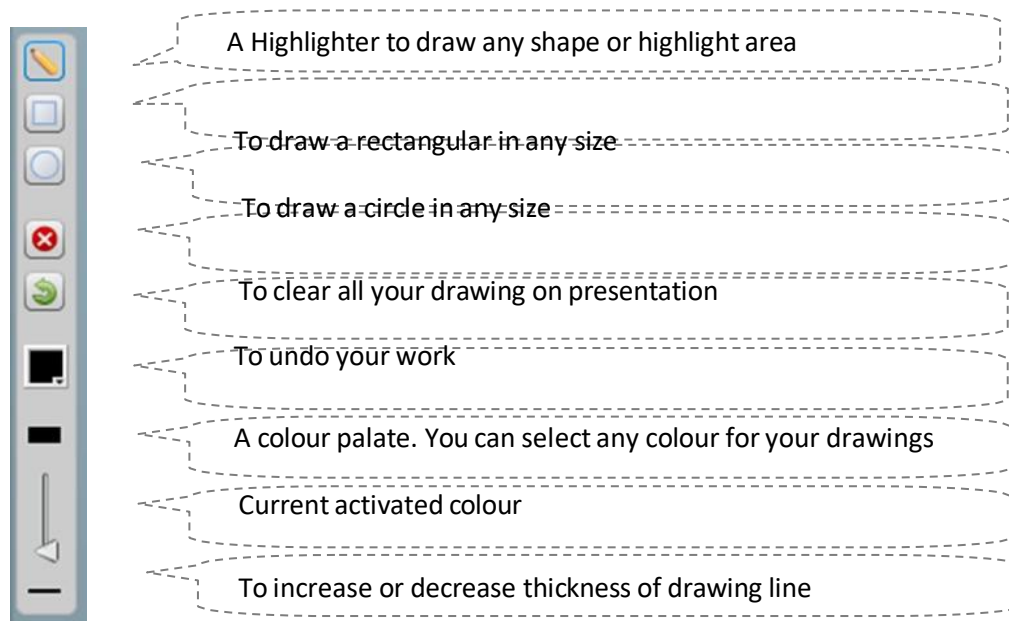 A Highlighter to draw any shape or highlight area
To draw a rectangular in any size
To draw a circle in any size
To clear all your drawing on presentation
To undo your work
A colour palate. You can select any colour for your drawings
Current activated colour
To increase or decrease thickness of drawing line